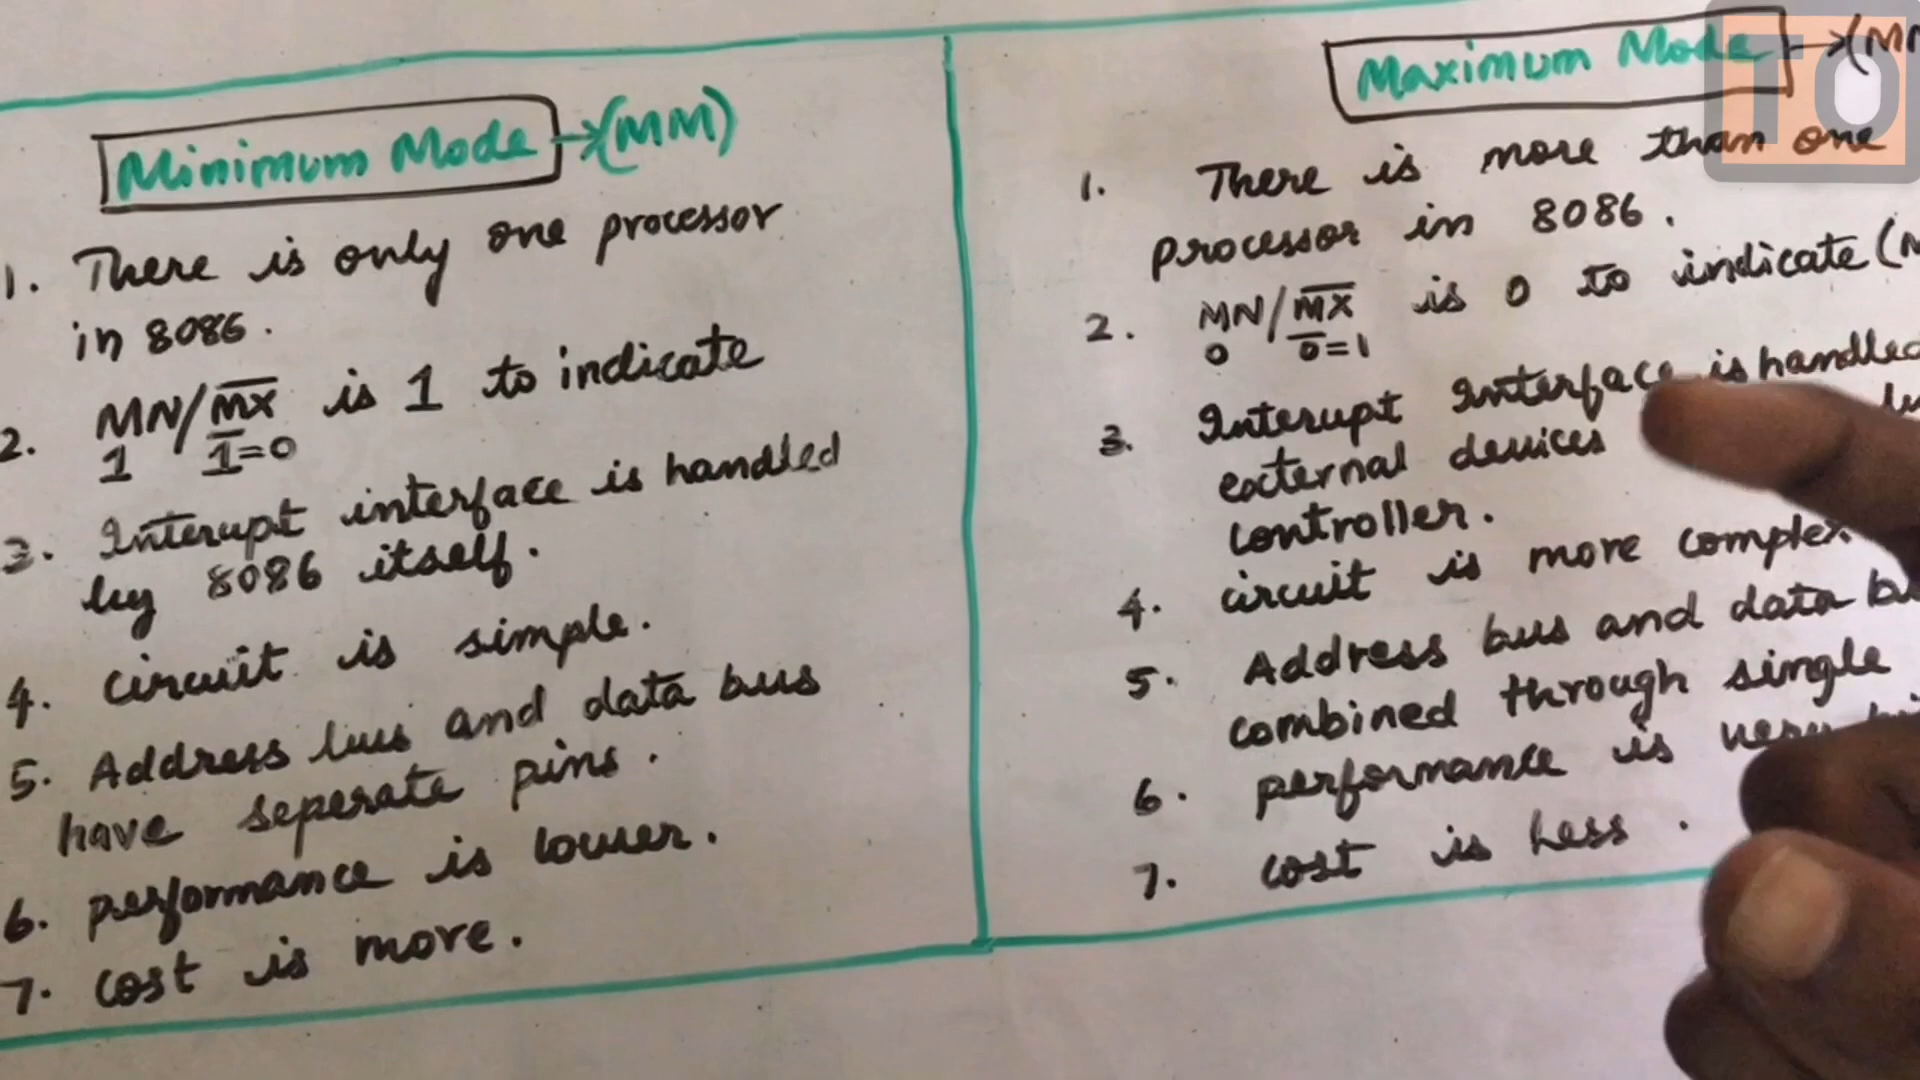 Minimum Mode →(MM)
1. There is only one processor
in 8086.
2. MN/M̅X̅ is 1 to indicate
1 1̅=0
3. Interupt interface is handled
by 8086 itself.
4. circuit is simple.
5. Address bus and data bus
have seperate pins.
6. performance is lower.
7. cost is more.
Maximum Mode →(M
1. There is more than one
processor in 8086.
2. MN/M̅X̅ is 0 to indicate (
0 0̅=1
3. Interupt Interface is handled
external devices
controller.
4. circuit is more complex
5. Address bus and data
combined through single
6. performance is very
7. cost is less.
TO